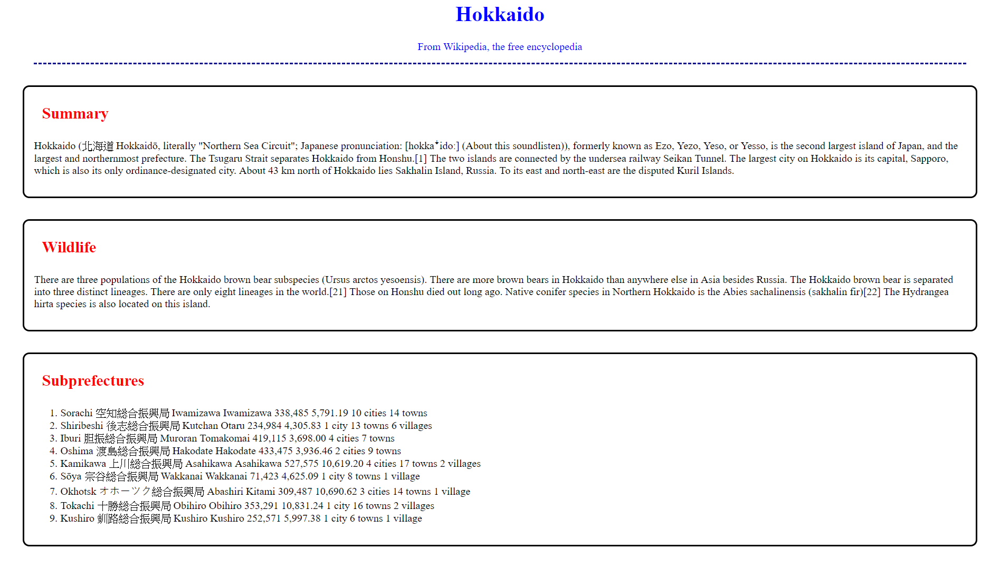 Hokkaido
From Wikipedia, the free encyclopedia
Summary
Hokkaido (北海道 Hokkaidō, literally "Northern Sea Circuit"; Japanese pronunciation: [hokkaꜜidoː] (About this soundlisten)), formerly known as Ezo, Yezo, Yeso, or Yesso, is the second largest island of Japan, and the
largest and northernmost prefecture. The Tsugaru Strait separates Hokkaido from Honshu.[1] The two islands are connected by the undersea railway Seikan Tunnel. The largest city on Hokkaido is its capital, Sapporo,
which is also its only ordinance-designated city. About 43 km north of Hokkaido lies Sakhalin Island, Russia. To its east and north-east are the disputed Kuril Islands.
Wildlife
There are three populations of the Hokkaido brown bear subspecies (Ursus arctos yesoensis). There are more brown bears in Hokkaido than anywhere else in Asia besides Russia. The Hokkaido brown bear is separated
into three distinct lineages. There are only eight lineages in the world.[21] Those on Honshu died out long ago. Native conifer species in Northern Hokkaido is the Abies sachalinensis (sakhalin fir)[22] The Hydrangea
hirta species is also located on this island.
Subprefectures
1. Sorachi 空知総合振興局 Iwamizawa Iwamizawa 338,485 5,791.19 10 cities 14 towns
2. Shiribeshi 後志総合振興局 Kutchan Otaru 234,984 4,305.83 1 city 13 towns 6 villages
3. Iburi 胆振総合振興局 Muroran Tomakomai 419,115 3,698.00 4 cities 7 towns
4. Oshima 渡島総合振興局 Hakodate Hakodate 433,475 3,936.46 2 cities 9 towns
5. Kamikawa 上川総合振興局 Asahikawa Asahikawa 527,575 10,619.20 4 cities 17 towns 2 villages
6. Sōya 宗谷総合振興局 Wakkanai Wakkanai 71,423 4,625.09 1 city 8 towns 1 village
7. Okhotsk オホーツク総合振興局 Abashiri Kitami 309,487 10,690.62 3 cities 14 towns 1 village
8. Tokachi 十勝総合振興局 Obihiro Obihiro 353,291 10,831.24 1 city 16 towns 2 villages
9. Kushiro 釧路総合振興局 Kushiro Kushiro 252,571 5,997.38 1 city 6 towns 1 village